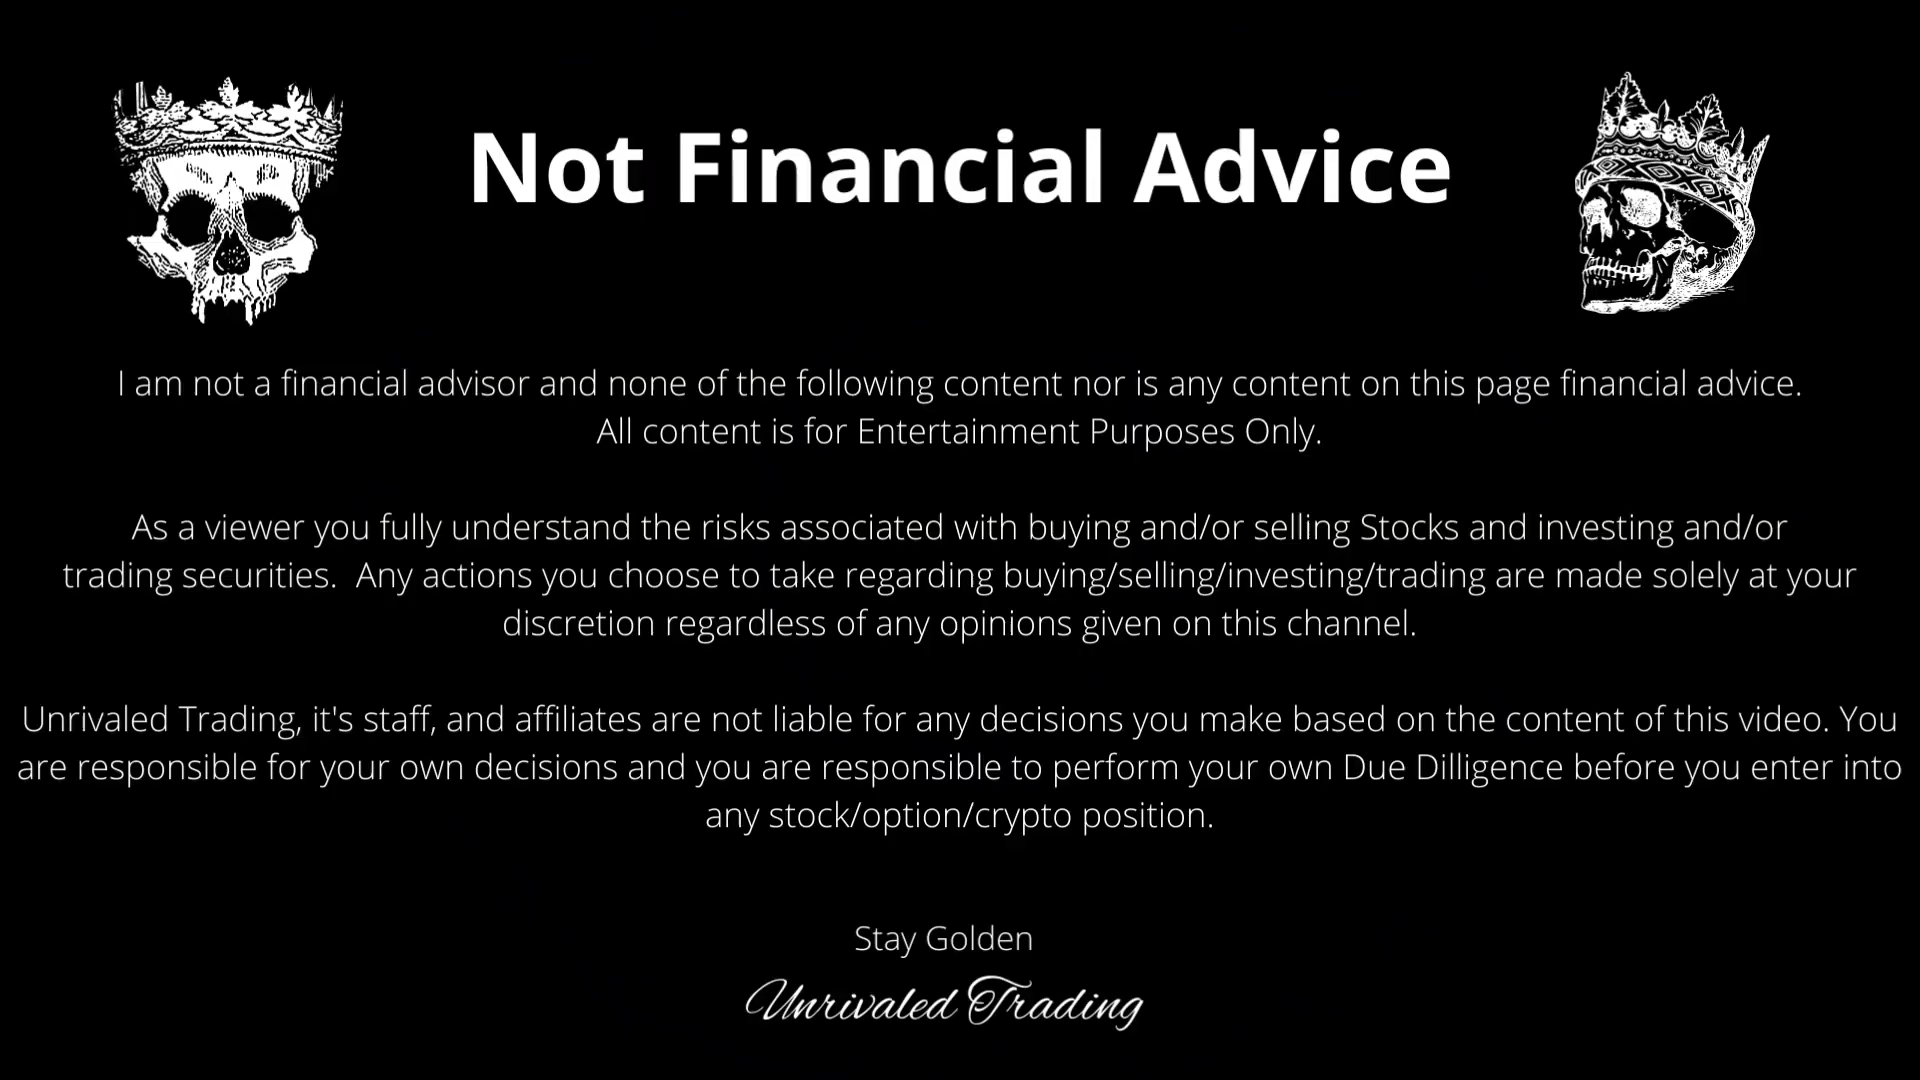 Not Financial Advice
I am not a financial advisor and none of the following content nor is any content on this page financial advice.
All content is for Entertainment Purposes Only.
As a viewer you fully understand the risks associated with buying and/or selling Stocks and investing and/or
trading securities.  Any actions you choose to take regarding buying/selling/investing/trading are made solely at your
discretion regardless of any opinions given on this channel.
Unrivaled Trading, it's staff, and affiliates are not liable for any decisions you make based on the content of this video. You
are responsible for your own decisions and you are responsible to perform your own Due Dilligence before you enter into
any stock/option/crypto position.
Stay Golden
Unrivaled Trading